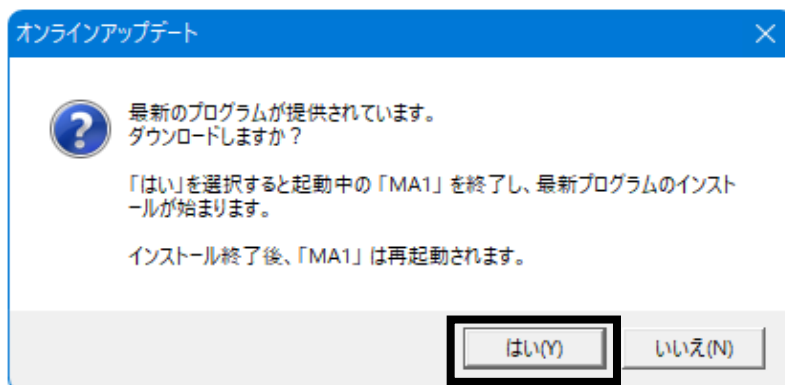 オンラインアップデート
最新のプログラムが提供されています。
ダウンロードしますか？
「はい」を選択すると起動中の「MA1」を終了し、最新プログラムのインスト
ールが始まります。
インストール終了後、「MA1」は再起動されます。
はい(Y)
いいえ(N)